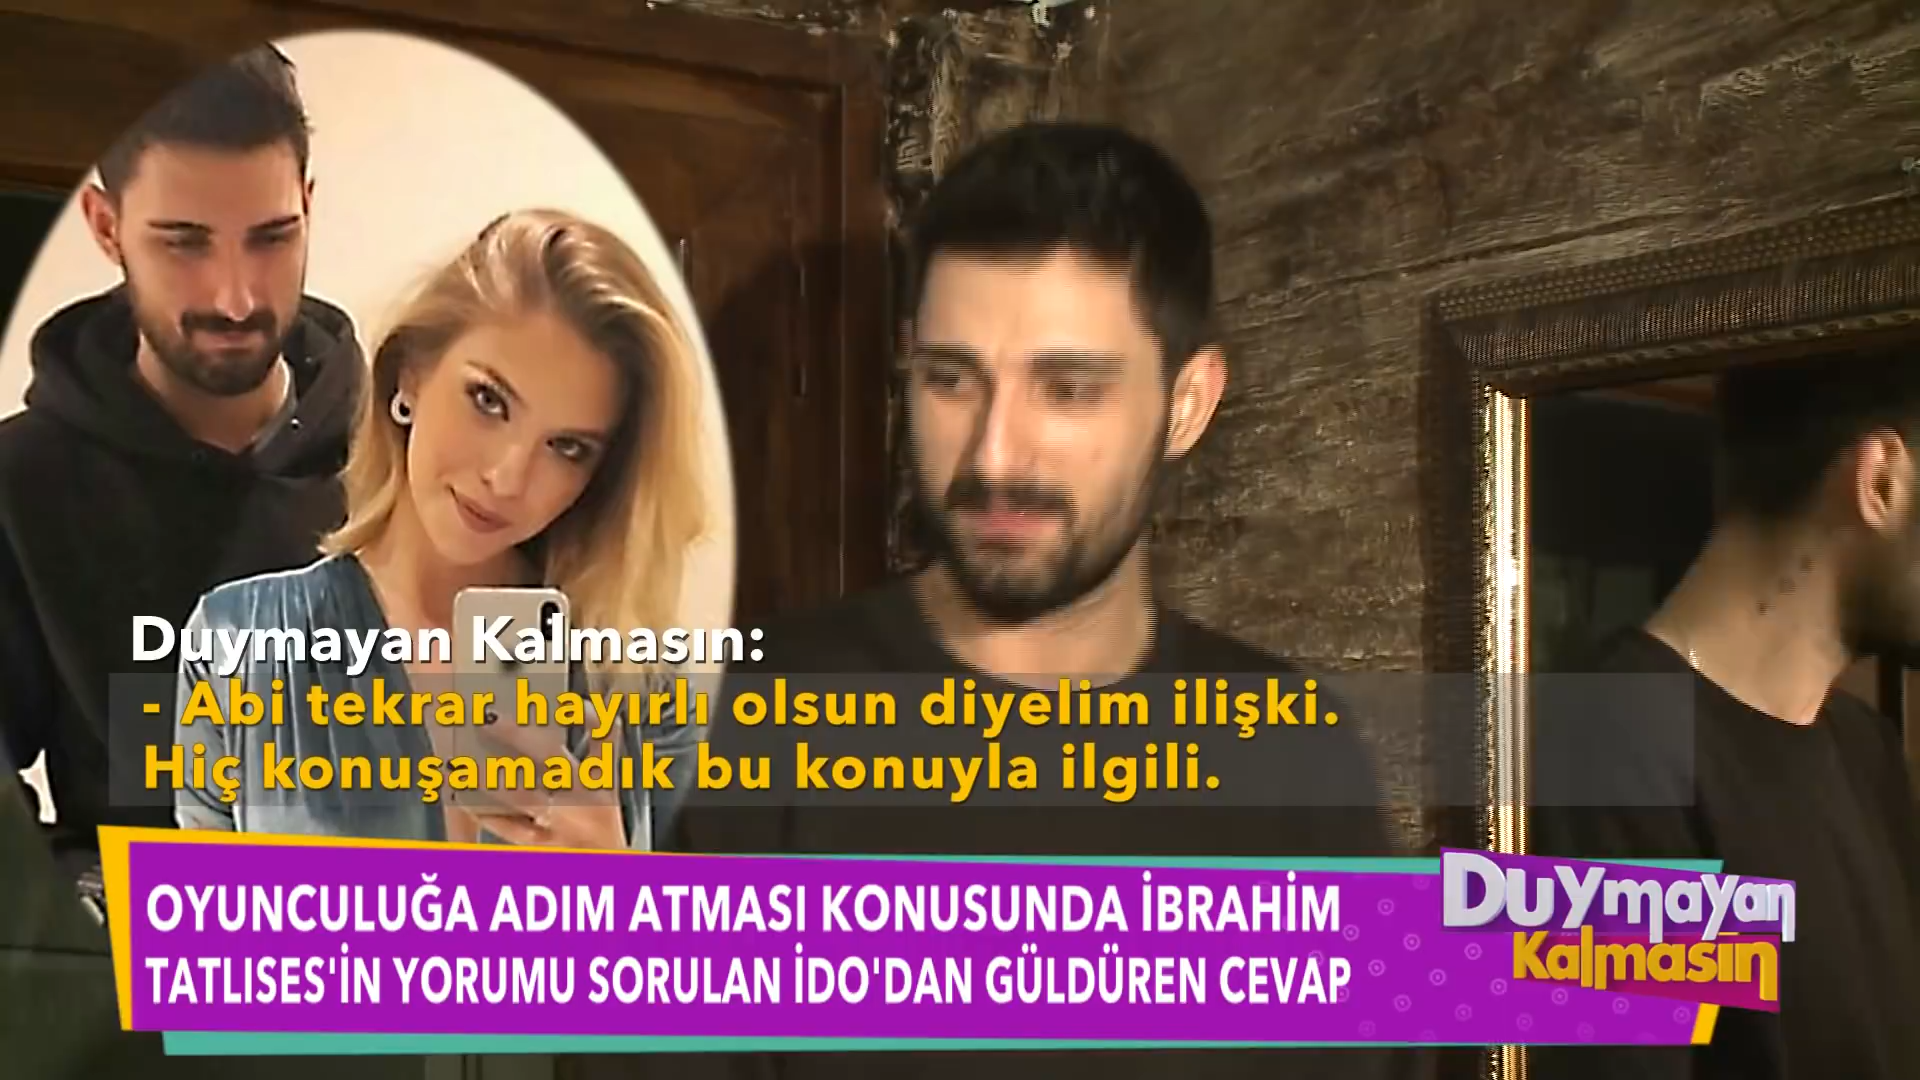 Duymayan Kalmasın:
- Abi tekrar hayırlı olsun diyelim ilişki.
Hiç konuşamadık bu konuyla ilgili.
OYUNCULUĞA ADIM ATMASI KONUSUNDA İBRAHİM
TATLISES'İN YORUMU SORULAN İDO'DAN GÜLDÜREN CEVAP
Duymayan
Kalmasın